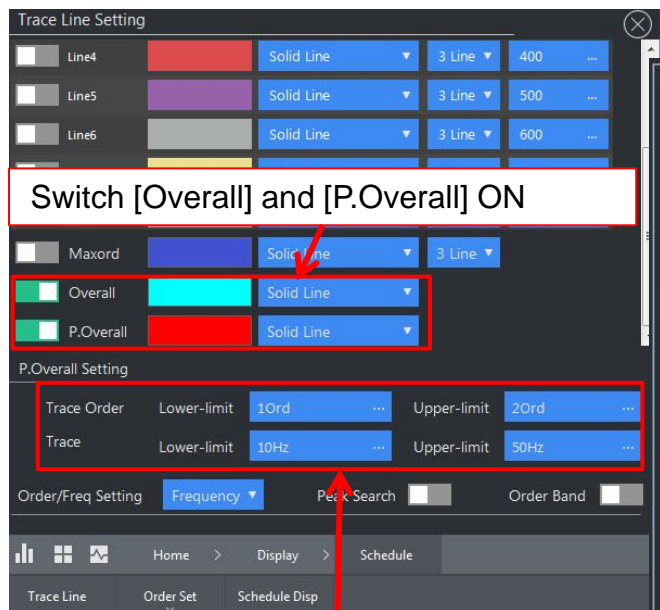 Trace Line Setting
Line4 Solid Line 3 Line 400 ...
Line5 Solid Line 3 Line 500 ...
Line6 Solid Line 3 Line 600 ...
Switch [Overall] and [P.Overall] ON
Maxord Solid Line 3 Line
Overall Solid Line
P.Overall Solid Line
P.Overall Setting
Trace Order Lower-limit 1Ord ... Upper-limit 2Ord ...
Trace Lower-limit 10Hz ... Upper-limit 50Hz ...
Order/Freq Setting Frequency Peak Search Order Band
Home > Display > Schedule
Trace Line Order Set Schedule Disp